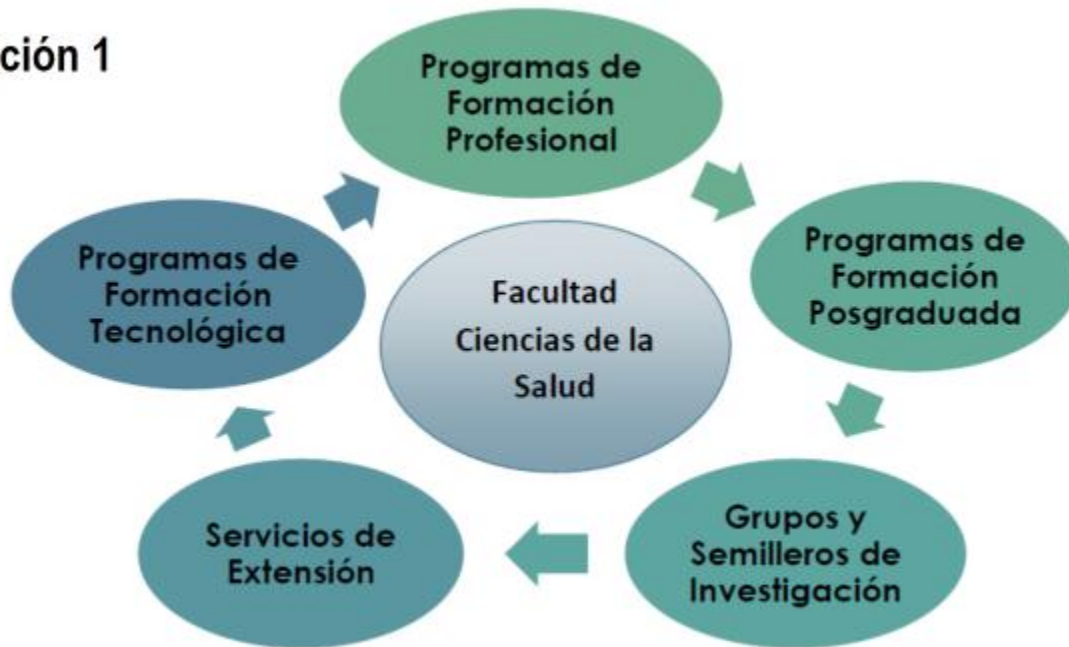 ción 1
Programas de
Formación
Profesional
Programas de
Formación
Posgraduada
Grupos y
Semilleros de
Investigación
Servicios de
Extensión
Programas de
Formación
Tecnológica
Facultad
Ciencias de la
Salud